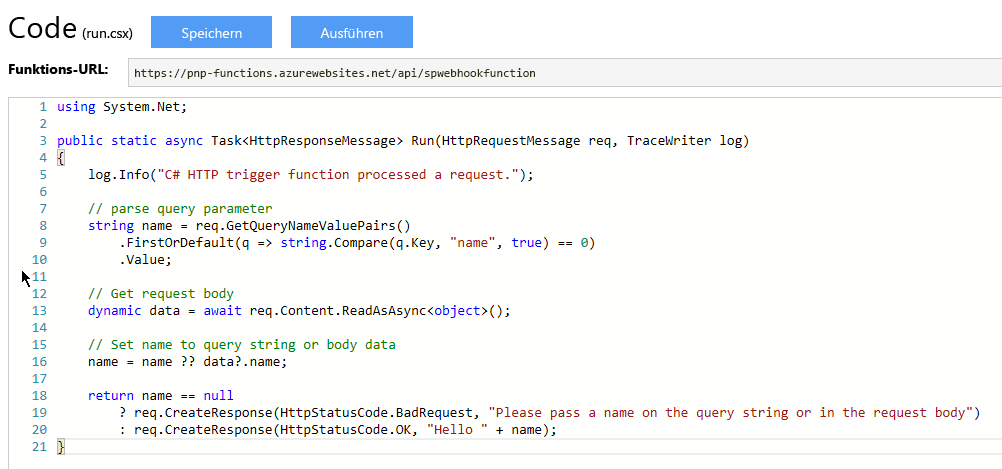 Code (run.csx) Speichern Ausführen
Funktions-URL: https://pnp-functions.azurewebsites.net/api/spwebhookfunction
1 using System.Net;
2
3 public static async Task<HttpResponseMessage> Run(HttpRequestMessage req, TraceWriter log)
4 {
5     log.Info("C# HTTP trigger function processed a request.");
6
7     // parse query parameter
8     string name = req.GetQueryNameValuePairs()
9         .FirstOrDefault(q => string.Compare(q.Key, "name", true) == 0)
10         .Value;
11
12     // Get request body
13     dynamic data = await req.Content.ReadAsAsync<object>();
14
15     // Set name to query string or body data
16     name = name ?? data?.name;
17
18     return name == null
19         ? req.CreateResponse(HttpStatusCode.BadRequest, "Please pass a name on the query string or in the request body")
20         : req.CreateResponse(HttpStatusCode.OK, "Hello " + name);
21 }